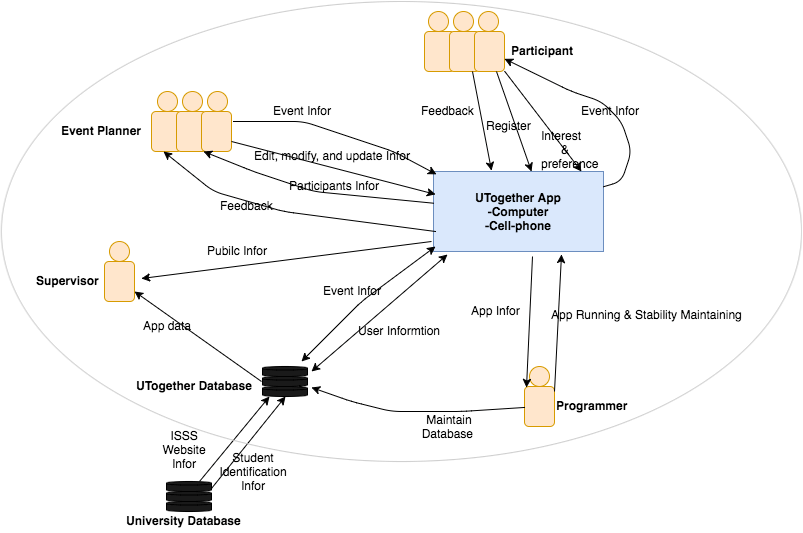 Participant
Event Planner
Event Infor
Feedback
Register
Event Infor
Interest
&
preference
Edit, modify, and update Infor
Participants Infor
Feedback
UTogether App
-Computer
-Cell-phone
Pubilc Infor
Supervisor
Event Infor
App data
User Informtion
App Infor
App Running & Stability Maintaining
UTogether Database
Programmer
Maintain
Database
ISSS
Website
Infor
Student
Identification
Infor
University Database